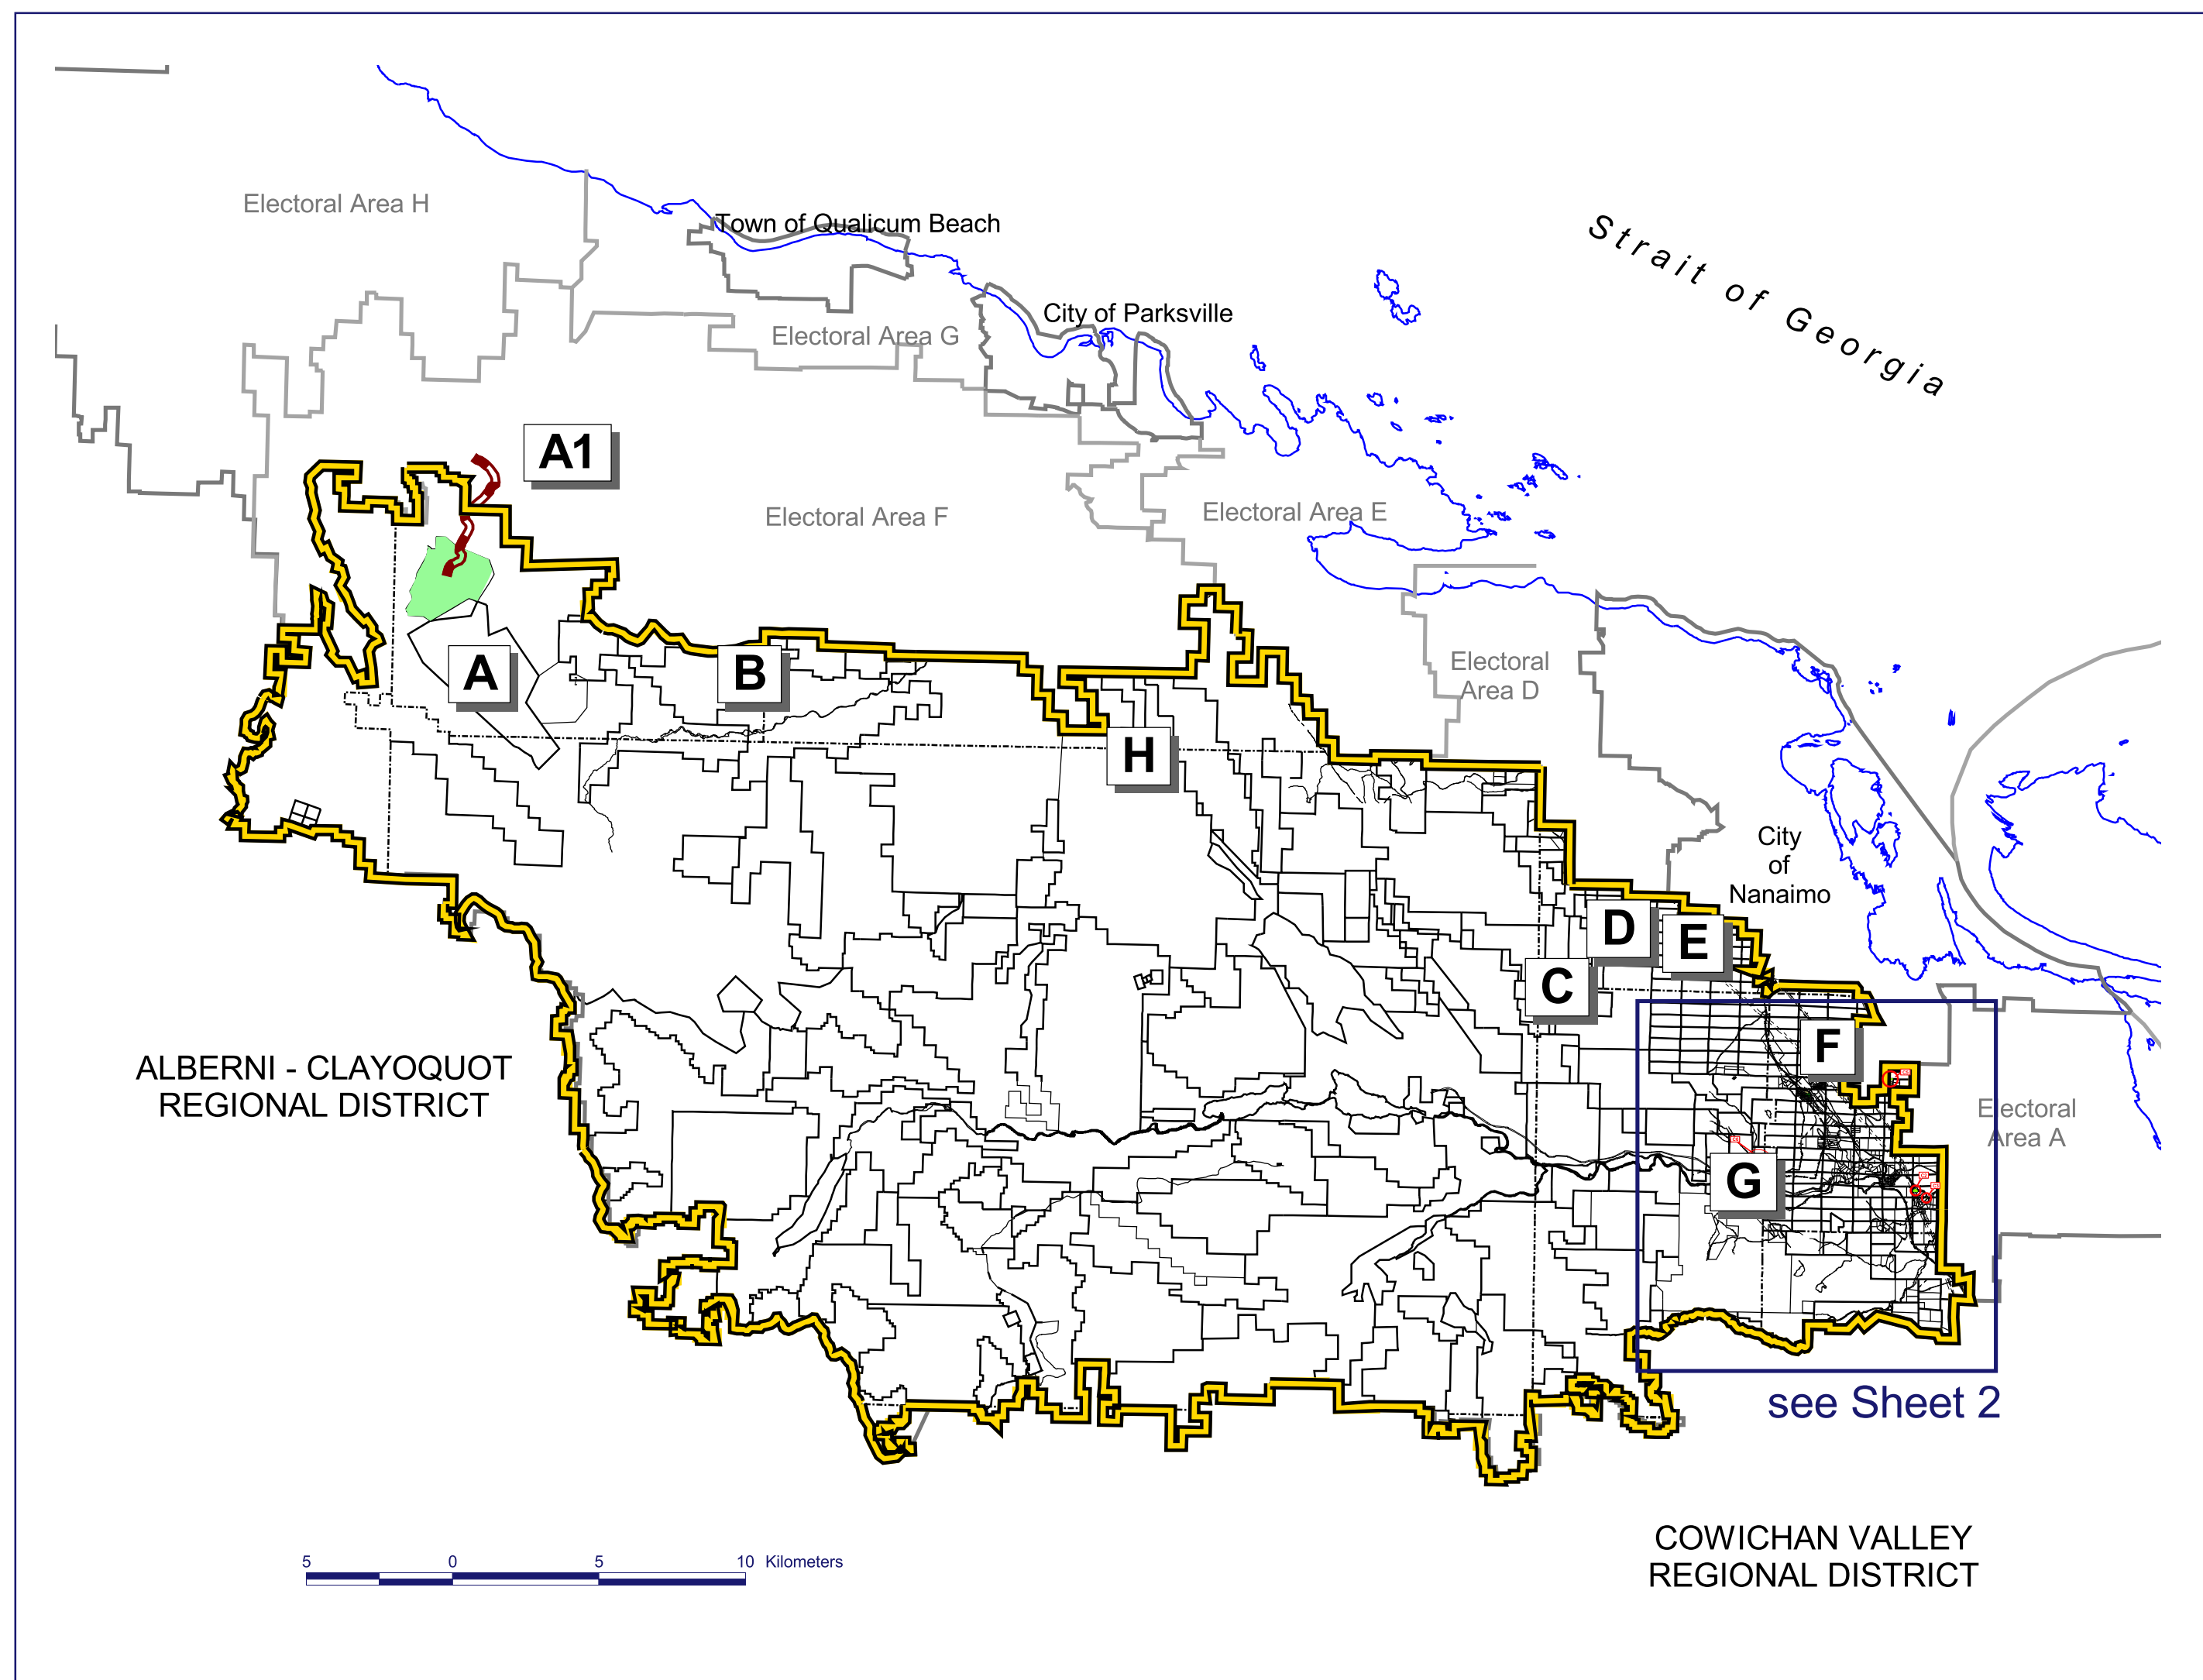 Electoral Area H
Town of Qualicum Beach
Strait of Georgia
City of Parksville
Electoral Area G
A1
Electoral Area F
Electoral Area E
Electoral
Area D
A
B
H
City
of
Nanaimo
D
E
C
F
ALBERNI - CLAYOQUOT
REGIONAL DISTRICT
Electoral
Area A
G
see Sheet 2
COWICHAN VALLEY
REGIONAL DISTRICT
5 0 5 10 Kilometers